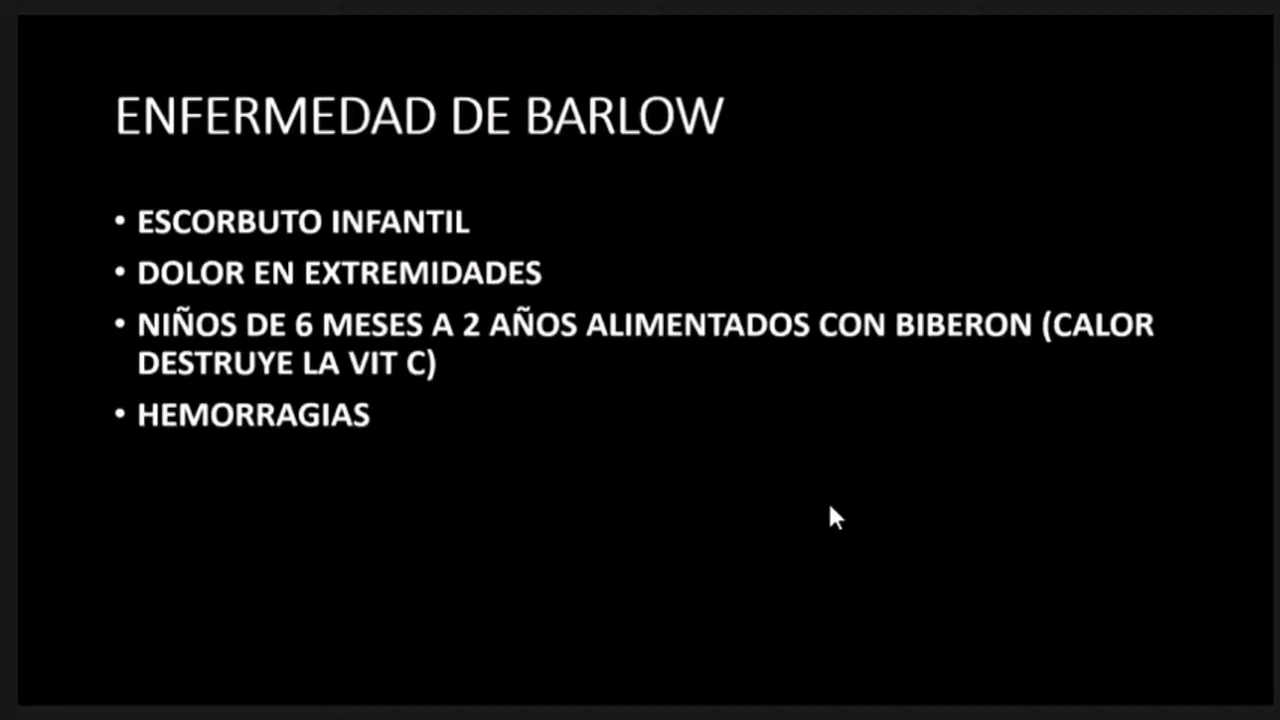 ENFERMEDAD DE BARLOW
• ESCORBUTO INFANTIL
• DOLOR EN EXTREMIDADES
• NIÑOS DE 6 MESES A 2 AÑOS ALIMENTADOS CON BIBERON (CALOR
DESTRUYE LA VIT C)
• HEMORRAGIAS